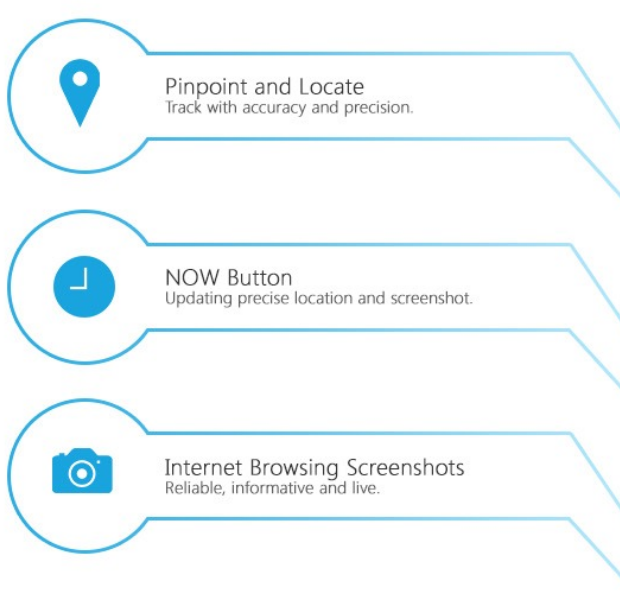 Pinpoint and Locate
Track with accuracy and precision.
NOW Button
Updating precise location and screenshot.
Internet Browsing Screenshots
Reliable, informative and live.